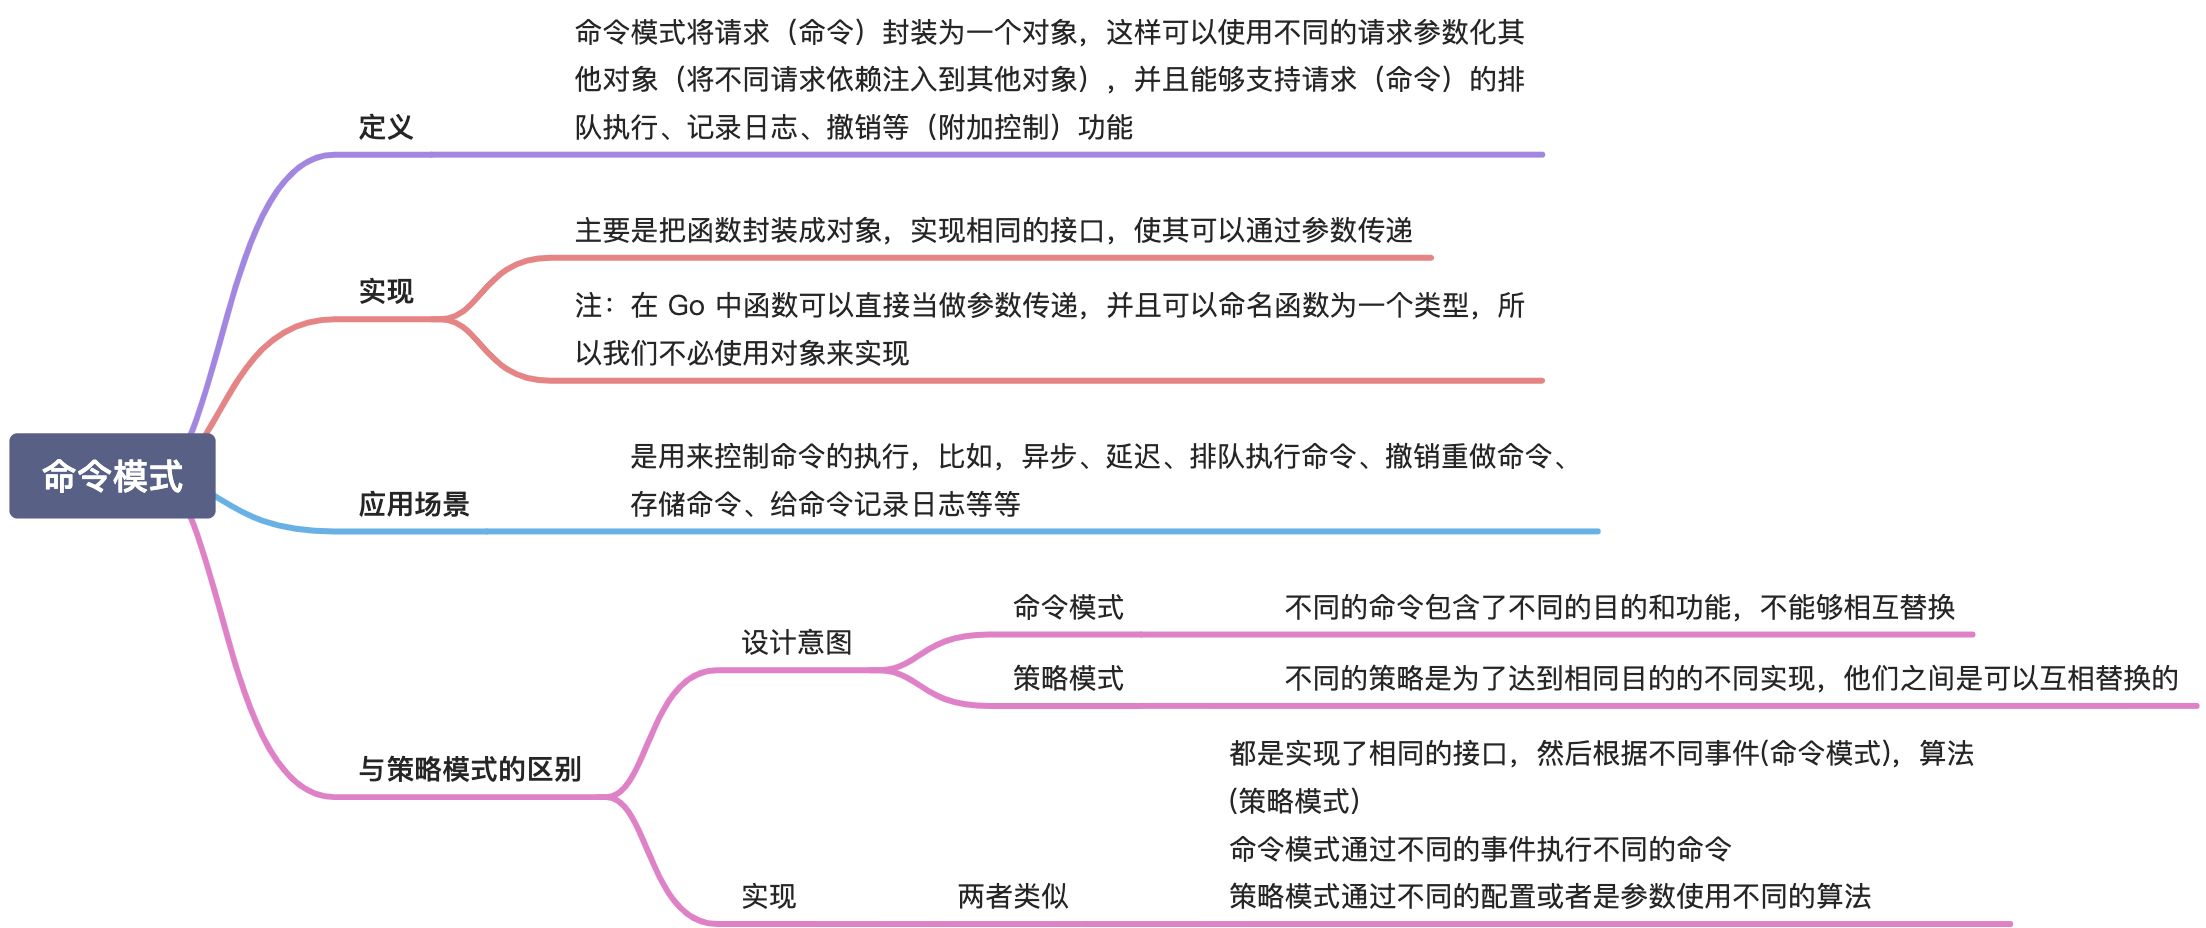 命令模式
定义
命令模式将请求（命令）封装为一个对象，这样可以使用不同的请求参数化其
他对象（将不同请求依赖注入到其他对象），并且能够支持请求（命令）的排
队执行、记录日志、撤销等（附加控制）功能
实现
主要是把函数封装成对象，实现相同的接口，使其可以通过参数传递
注：在 Go 中函数可以直接当做参数传递，并且可以命名函数为一个类型，所
以我们不必使用对象来实现
应用场景
是用来控制命令的执行，比如，异步、延迟、排队执行命令、撤销重做命令、
存储命令、给命令记录日志等等
与策略模式的区别
设计意图
命令模式
不同的命令包含了不同的目的和功能，不能够相互替换
策略模式
不同的策略是为了达到相同目的的不同实现，他们之间是可以互相替换的
实现
两者类似
都是实现了相同的接口，然后根据不同事件(命令模式)，算法
(策略模式)
命令模式通过不同的事件执行不同的命令
策略模式通过不同的配置或者是参数使用不同的算法